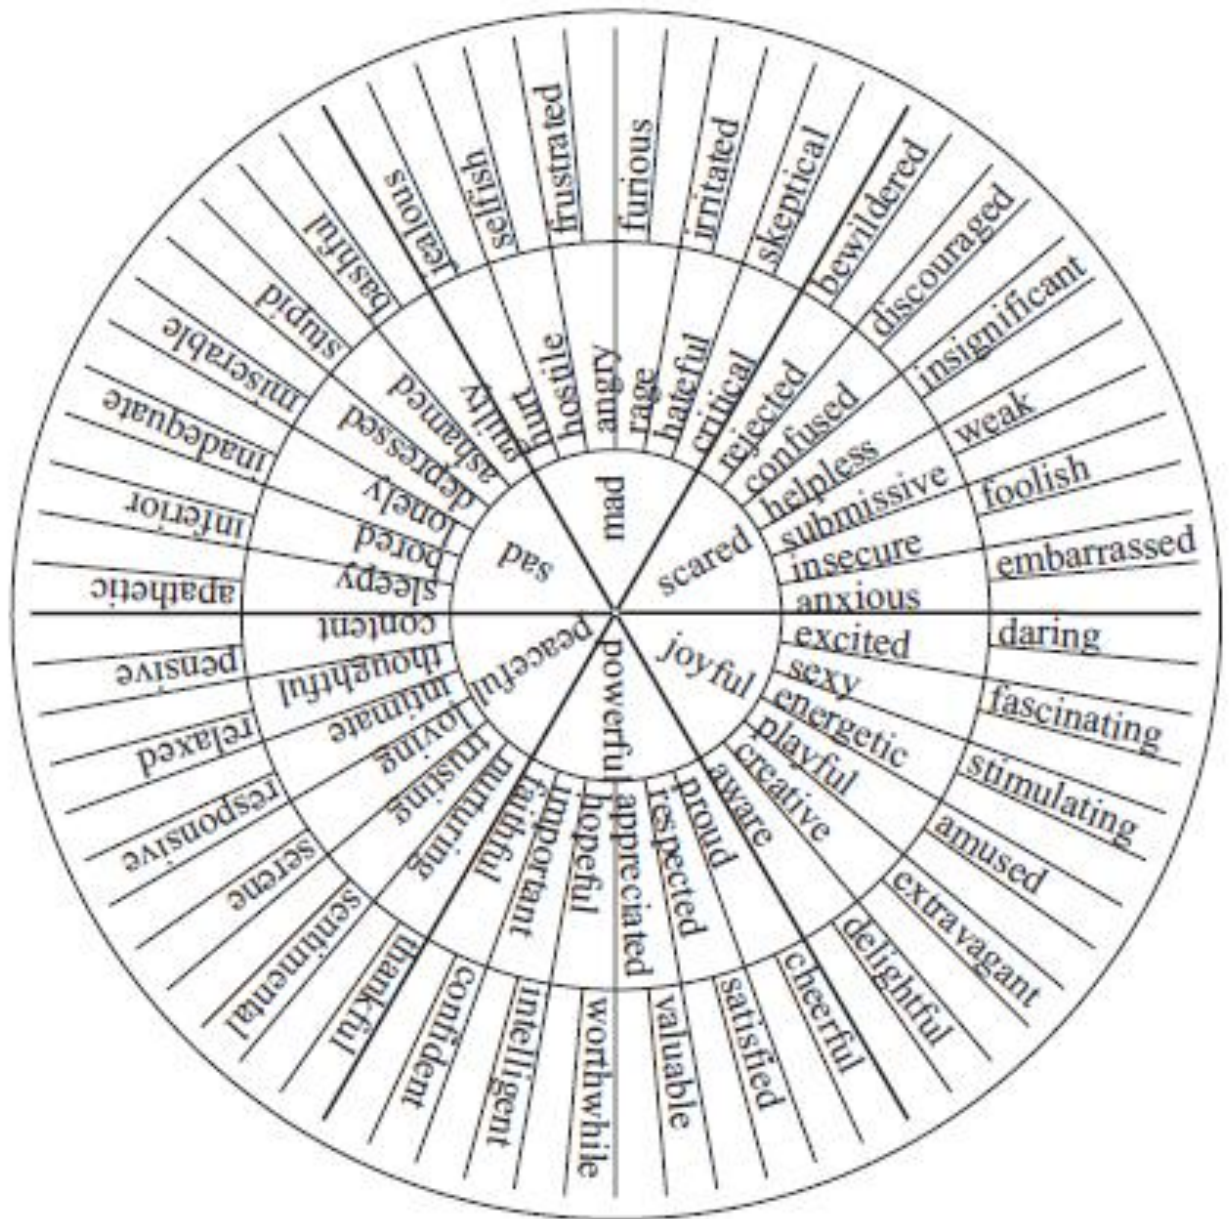 mad
scared
joyful
powerful
peaceful
sad
hurt
hostile
angry
rage
hateful
critical
rejected
confused
helpless
submissive
insecure
anxious
excited
sexy
energetic
playful
creative
aware
proud
respected
appreciated
hopeful
important
faithful
nurturing
trusting
loving
intimate
thoughtful
content
sleepy
bored
lonely
depressed
ashamed
guilty
jealous
selfish
frustrated
furious
irritated
skeptical
bewildered
discouraged
insignificant
weak
foolish
embarrassed
daring
fascinating
stimulating
amused
extravagant
delightful
cheerful
satisfied
valuable
worthwhile
intelligent
confident
thankful
sentimental
serene
responsive
relaxed
pensive
apathetic
inferior
inadequate
miserable
stupid
bashful